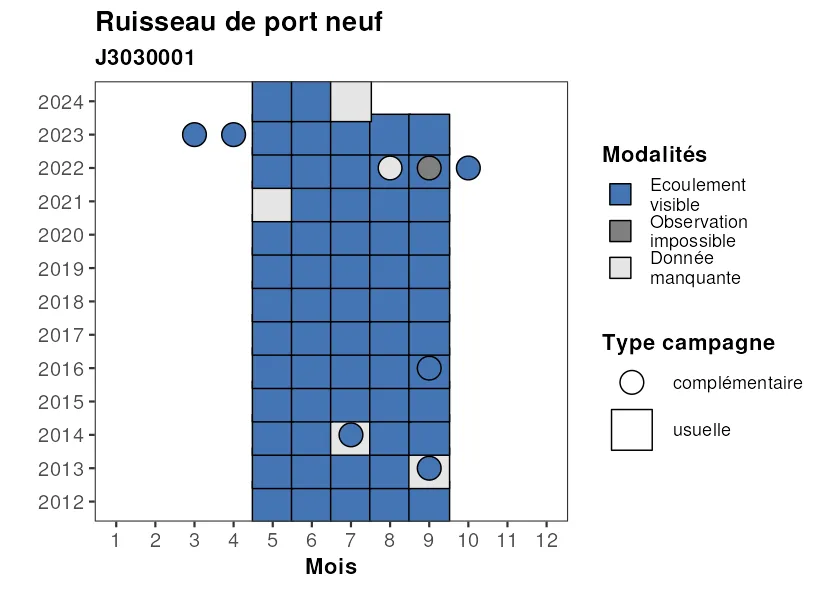 Ruisseau de port neuf
J3030001
2024
2023
2022
2021
2020
2019
2018
2017
2016
2015
2014
2013
2012
1 2 3 4 5 6 7 8 9 10 11 12
Mois
Modalités
Ecoulement
visible
Observation
impossible
Donnée
manquante
Type campagne
complémentaire
usuelle